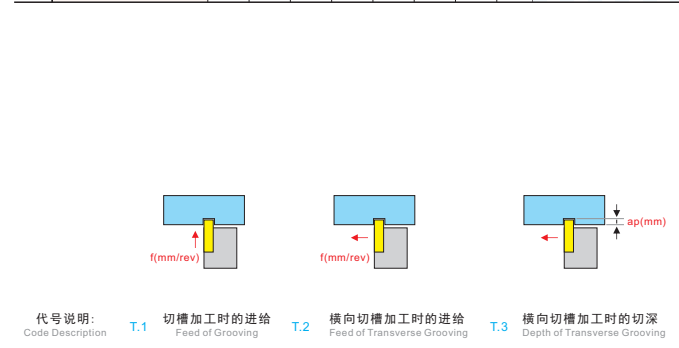 ap(mm)
f(mm/rev)
f(mm/rev)
代号说明:
Code Description
T.1
切槽加工时的进给
Feed of Grooving
T.2
横向切槽加工时的进给
Feed of Transverse Grooving
T.3
横向切槽加工时的切深
Depth of Transverse Grooving